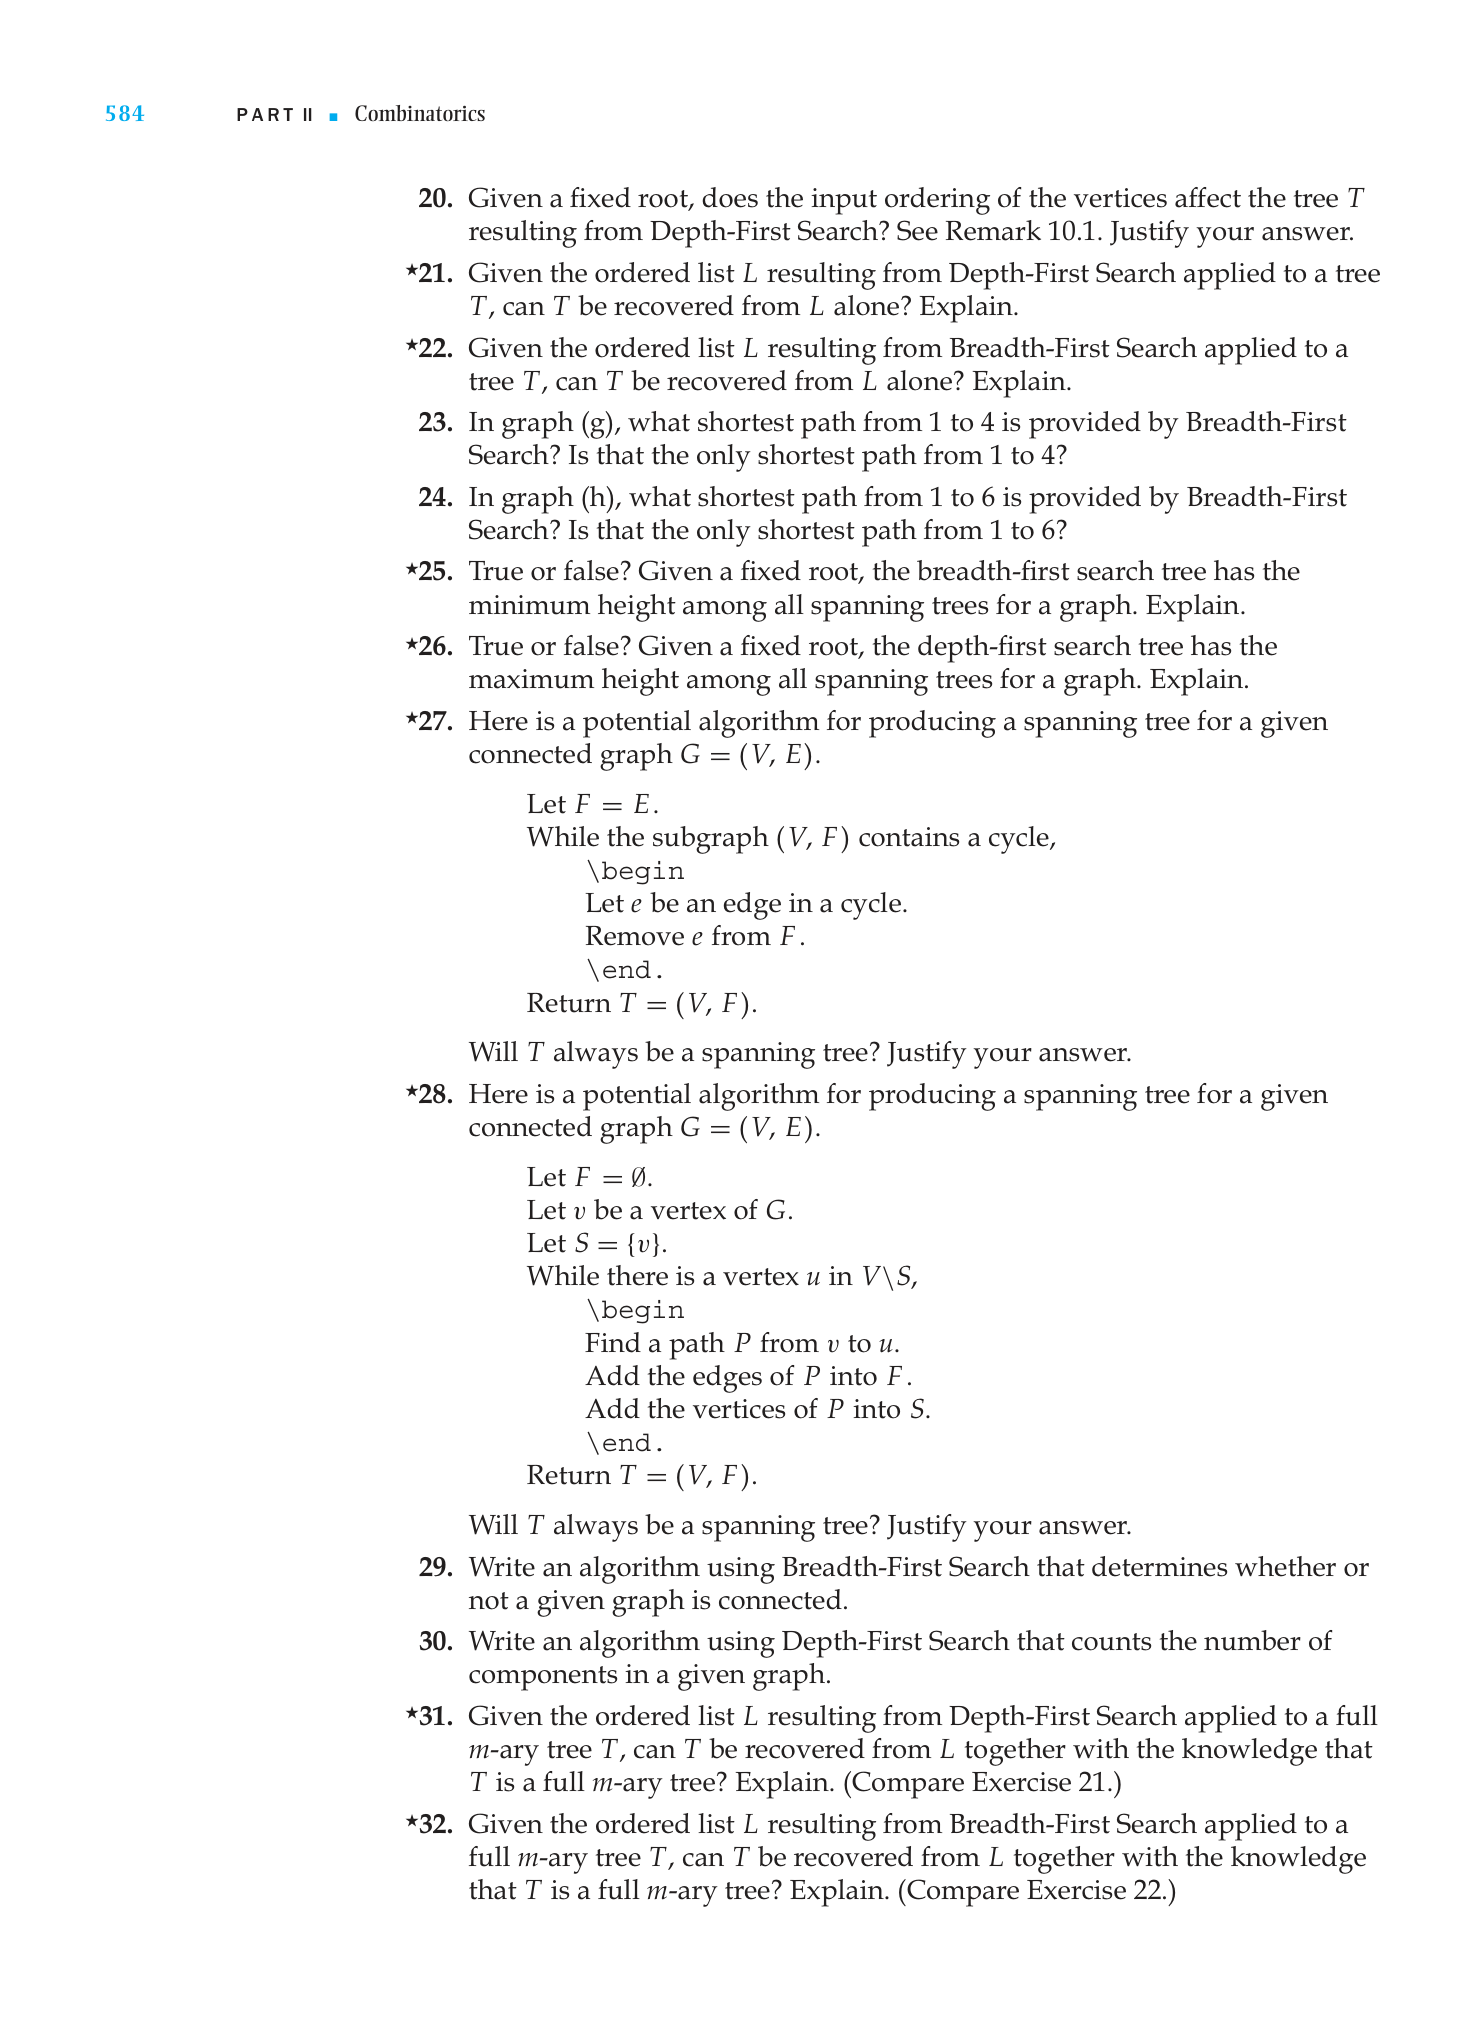 584 PART II ■ Combinatorics
20. Given a fixed root, does the input ordering of the vertices affect the tree T
resulting from Depth-First Search? See Remark 10.1. Justify your answer.
★21. Given the ordered list L resulting from Depth-First Search applied to a tree
T, can T be recovered from L alone? Explain.
★22. Given the ordered list L resulting from Breadth-First Search applied to a
tree T, can T be recovered from L alone? Explain.
23. In graph (g), what shortest path from 1 to 4 is provided by Breadth-First
Search? Is that the only shortest path from 1 to 4?
24. In graph (h), what shortest path from 1 to 6 is provided by Breadth-First
Search? Is that the only shortest path from 1 to 6?
★25. True or false? Given a fixed root, the breadth-first search tree has the
minimum height among all spanning trees for a graph. Explain.
★26. True or false? Given a fixed root, the depth-first search tree has the
maximum height among all spanning trees for a graph. Explain.
★27. Here is a potential algorithm for producing a spanning tree for a given
connected graph G = (V, E).
Let F = E.
While the subgraph (V, F) contains a cycle,
\begin
Let e be an edge in a cycle.
Remove e from F.
\end.
Return T = (V, F).
Will T always be a spanning tree? Justify your answer.
★28. Here is a potential algorithm for producing a spanning tree for a given
connected graph G = (V, E).
Let F = ∅.
Let v be a vertex of G.
Let S = {v}.
While there is a vertex u in V\S,
\begin
Find a path P from v to u.
Add the edges of P into F.
Add the vertices of P into S.
\end.
Return T = (V, F).
Will T always be a spanning tree? Justify your answer.
29. Write an algorithm using Breadth-First Search that determines whether or
not a given graph is connected.
30. Write an algorithm using Depth-First Search that counts the number of
components in a given graph.
★31. Given the ordered list L resulting from Depth-First Search applied to a full
m-ary tree T, can T be recovered from L together with the knowledge that
T is a full m-ary tree? Explain. (Compare Exercise 21.)
★32. Given the ordered list L resulting from Breadth-First Search applied to a
full m-ary tree T, can T be recovered from L together with the knowledge
that T is a full m-ary tree? Explain. (Compare Exercise 22.)